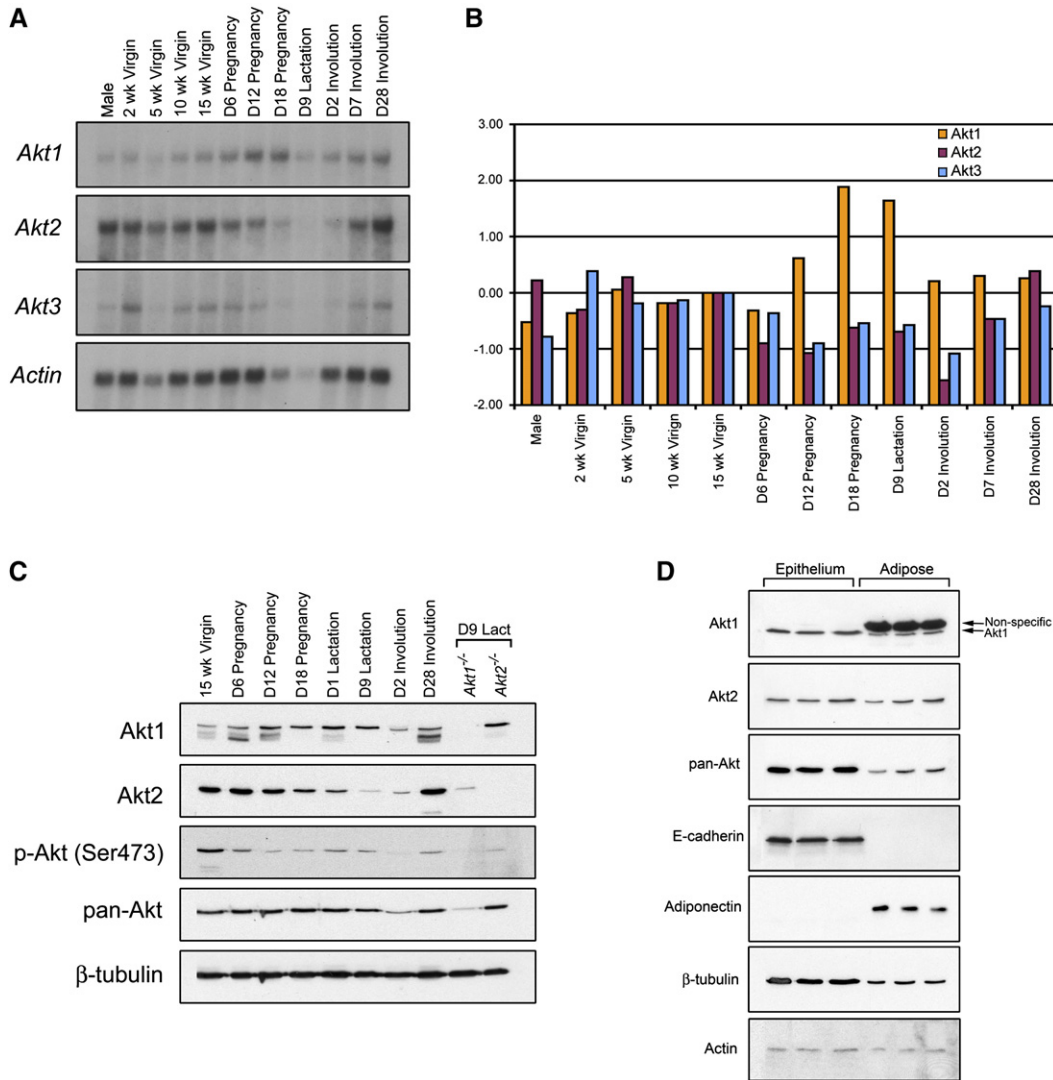 A
Male
2 wk Virgin
5 wk Virgin
10 wk Virgin
15 wk Virgin
D6 Pregnancy
D12 Pregnancy
D18 Pregnancy
D9 Lactation
D2 Involution
D7 Involution
D28 Involution
Akt1
Akt2
Akt3
Actin
B
3.00
2.00
1.00
0.00
-1.00
-2.00
Akt1
Akt2
Akt3
Male
2 wk Virgin
5 wk Virgin
10 wk Virign
15 wk Virgin
D6 Pregnancy
D12 Pregnancy
D18 Pregnancy
D9 Lactation
D2 Involution
D7 Involution
D28 Involution
C
15 wk Virgin
D6 Pregnancy
D12 Pregnancy
D18 Pregnancy
D1 Lactation
D9 Lactation
D2 Involution
D28 Involution
D9 Lact
Akt1-/-
Akt2-/-
Akt1
Akt2
p-Akt (Ser473)
pan-Akt
β-tubulin
D
Epithelium Adipose
Akt1
Non-specific
Akt1
Akt2
pan-Akt
E-cadherin
Adiponectin
β-tubulin
Actin